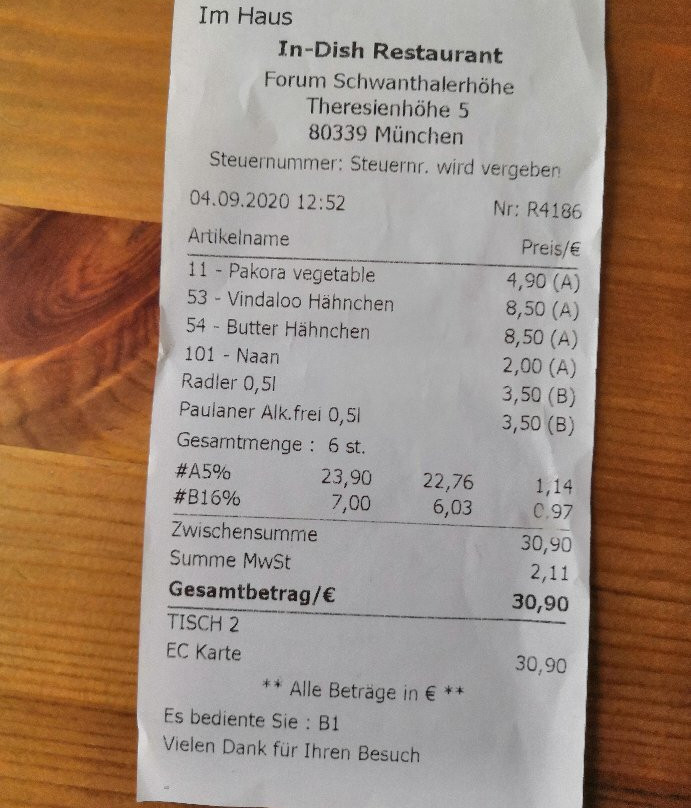 Im Haus
In-Dish Restaurant
Forum Schwanthalerhöhe
Theresienhöhe 5
80339 München
Steuernummer: Steuernr. wird vergeben
04.09.2020 12:52 Nr: R4186
Artikelname Preis/€
11 - Pakora vegetable 4,90 (A)
53 - Vindaloo Hähnchen 8,50 (A)
54 - Butter Hähnchen 8,50 (A)
101 - Naan 2,00 (A)
Radler 0,5l 3,50 (B)
Paulaner Alk.frei 0,5l 3,50 (B)
Gesamtmenge : 6 st.
#A5% 23,90 22,76 1,14
#B16% 7,00 6,03 0,97
Zwischensumme 30,90
Summe MwSt 2,11
Gesamtbetrag/€ 30,90
TISCH 2
EC Karte 30,90
** Alle Beträge in € **
Es bediente Sie : B1
Vielen Dank für Ihren Besuch